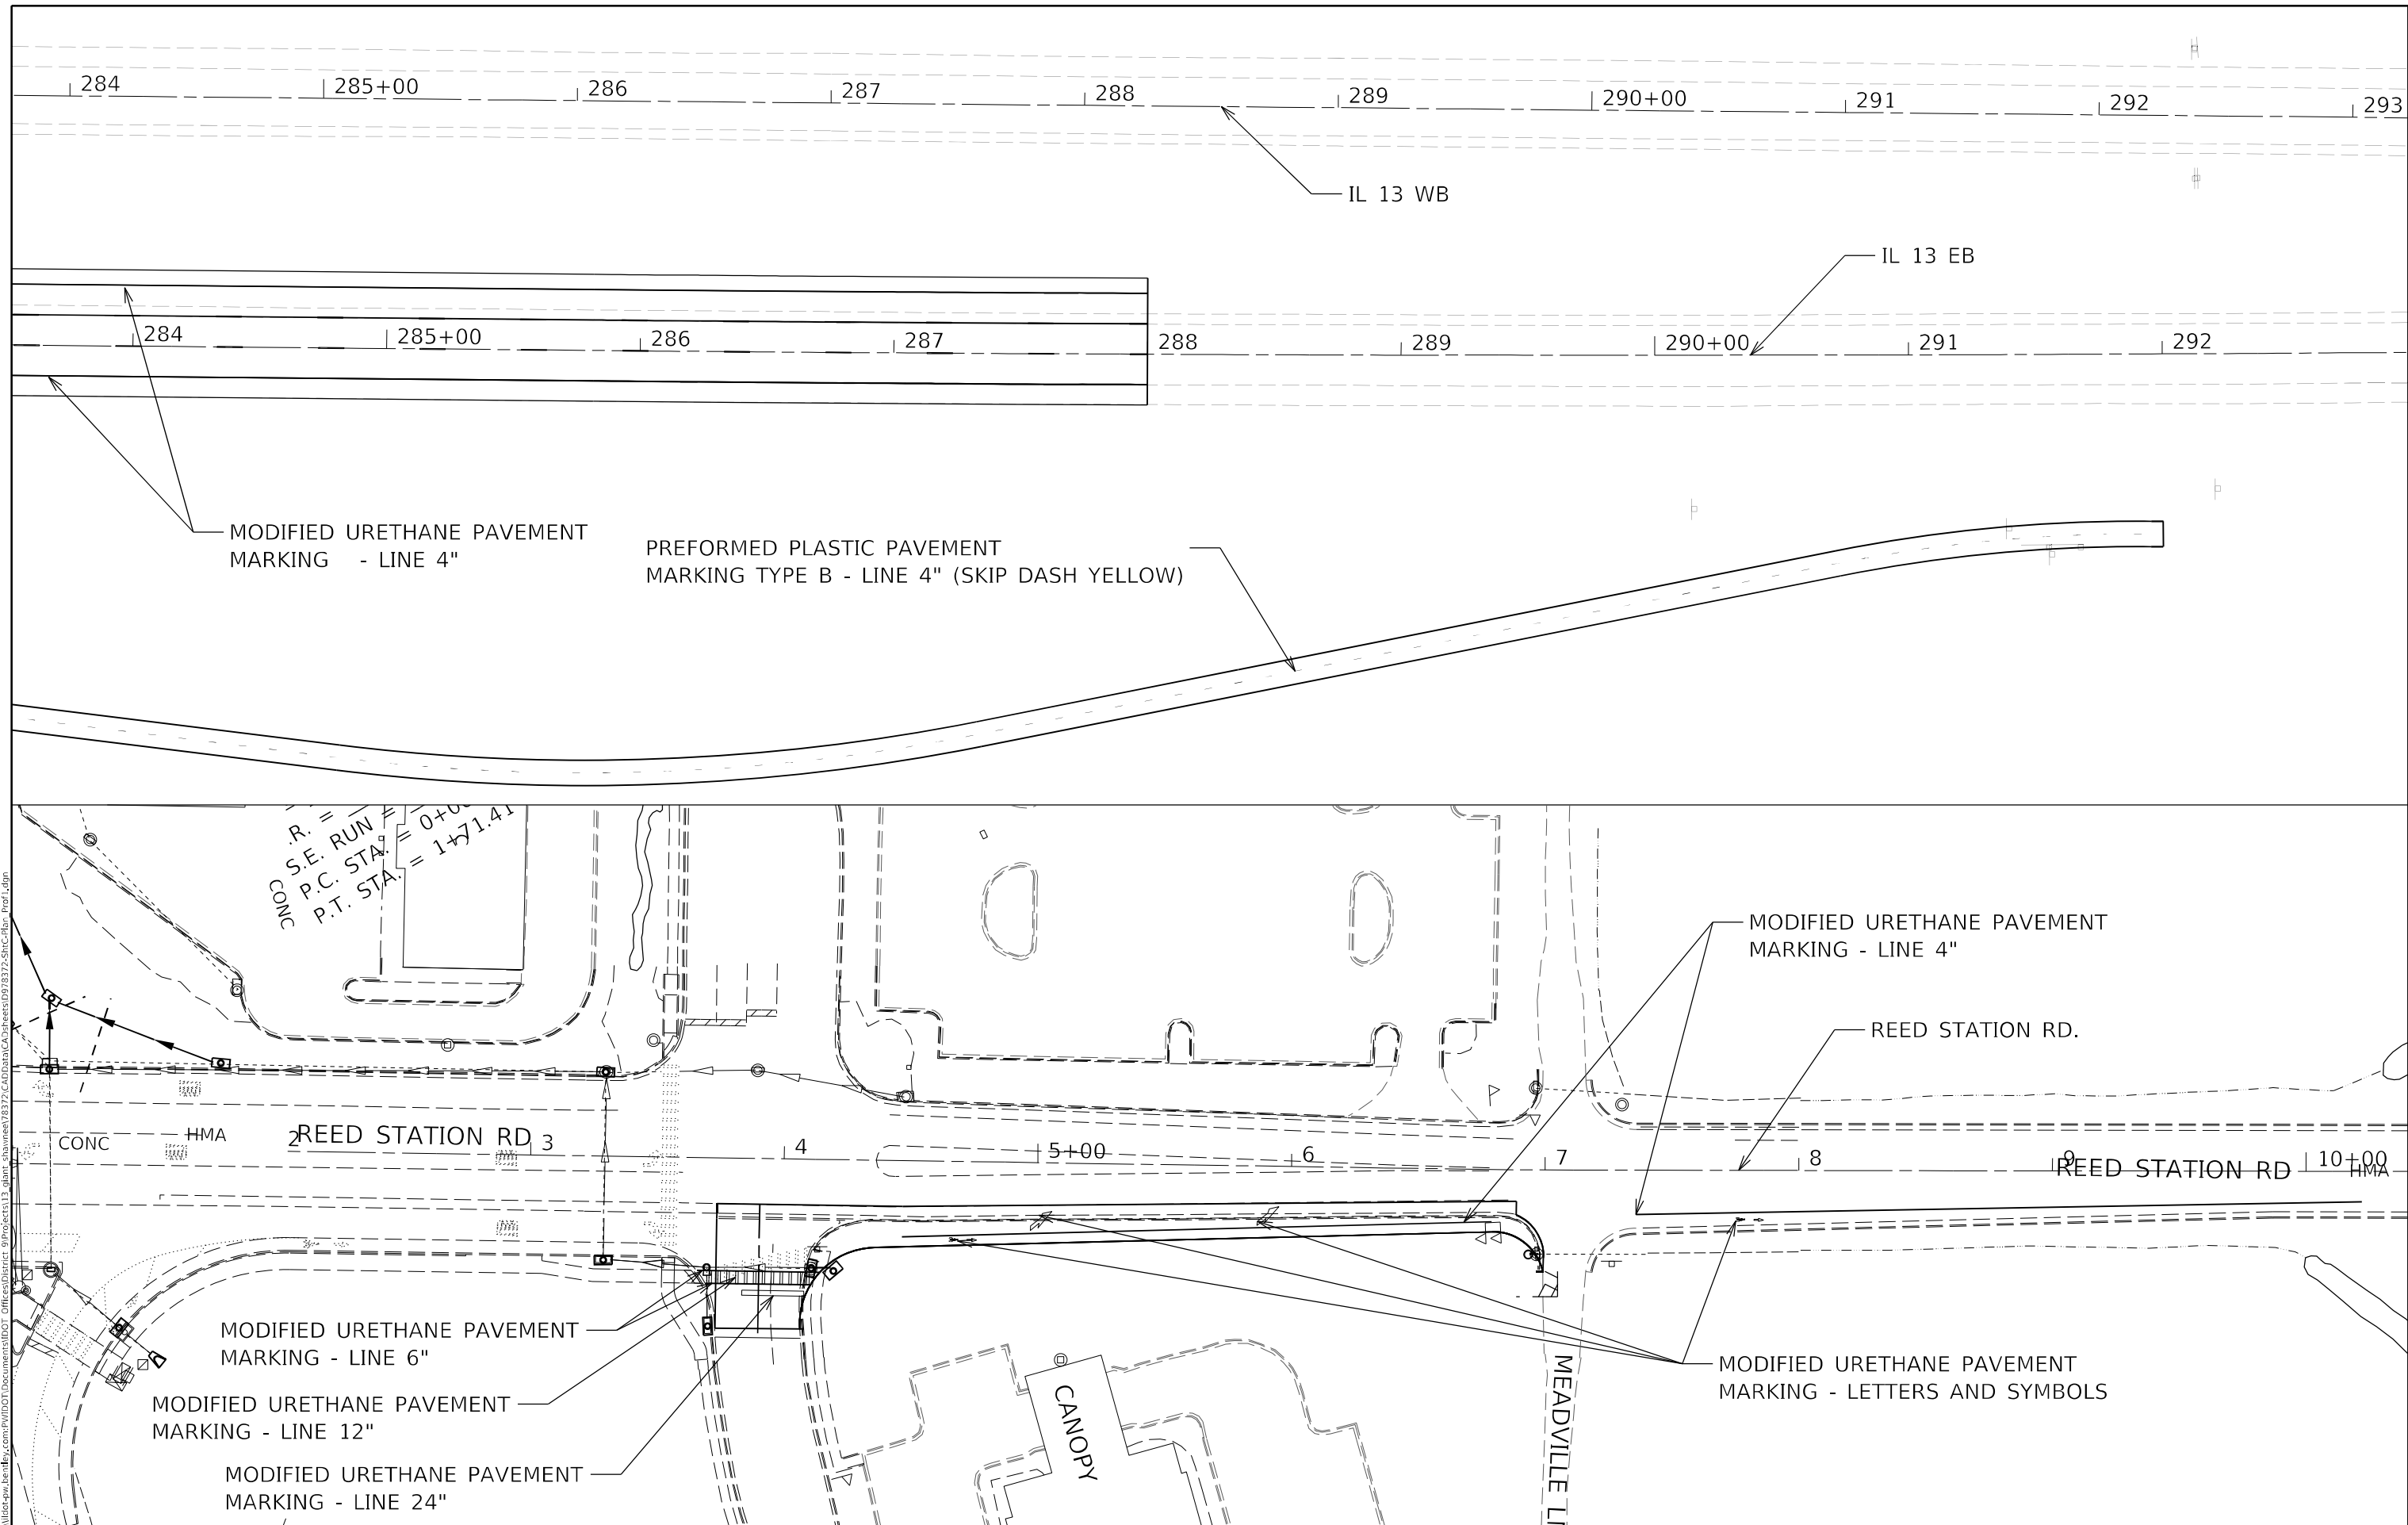 284
285+00
286
287
288
289
290+00
291
292
293
IL 13 WB
IL 13 EB
284
285+00
286
287
288
289
290+00
291
292
MODIFIED URETHANE PAVEMENT
MARKING - LINE 4"
PREFORMED PLASTIC PAVEMENT
MARKING TYPE B - LINE 4" (SKIP DASH YELLOW)
S.E. RUN =
P.C. STA. = 0+00
P.T. STA. = 1+71.41
CONC
MODIFIED URETHANE PAVEMENT
MARKING - LINE 4"
REED STATION RD.
CONC
HMA
2
REED STATION RD
3
4
5+00
6
7
8
9
REED STATION RD
10+00
HMA
MODIFIED URETHANE PAVEMENT
MARKING - LINE 6"
MODIFIED URETHANE PAVEMENT
MARKING - LINE 12"
MODIFIED URETHANE PAVEMENT
MARKING - LINE 24"
CANOPY
MEADVILLE
MODIFIED URETHANE PAVEMENT
MARKING - LETTERS AND SYMBOLS